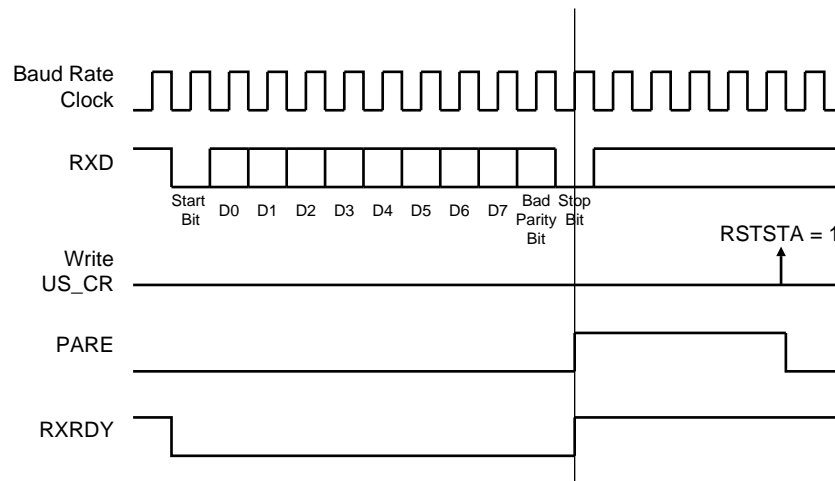 Baud Rate
Clock
RXD
Start
Bit
D0 D1 D2 D3 D4 D5 D6 D7
Bad
Parity
Bit
Stop
Bit
RSTSTA = 1
Write
US_CR
PARE
RXRDY